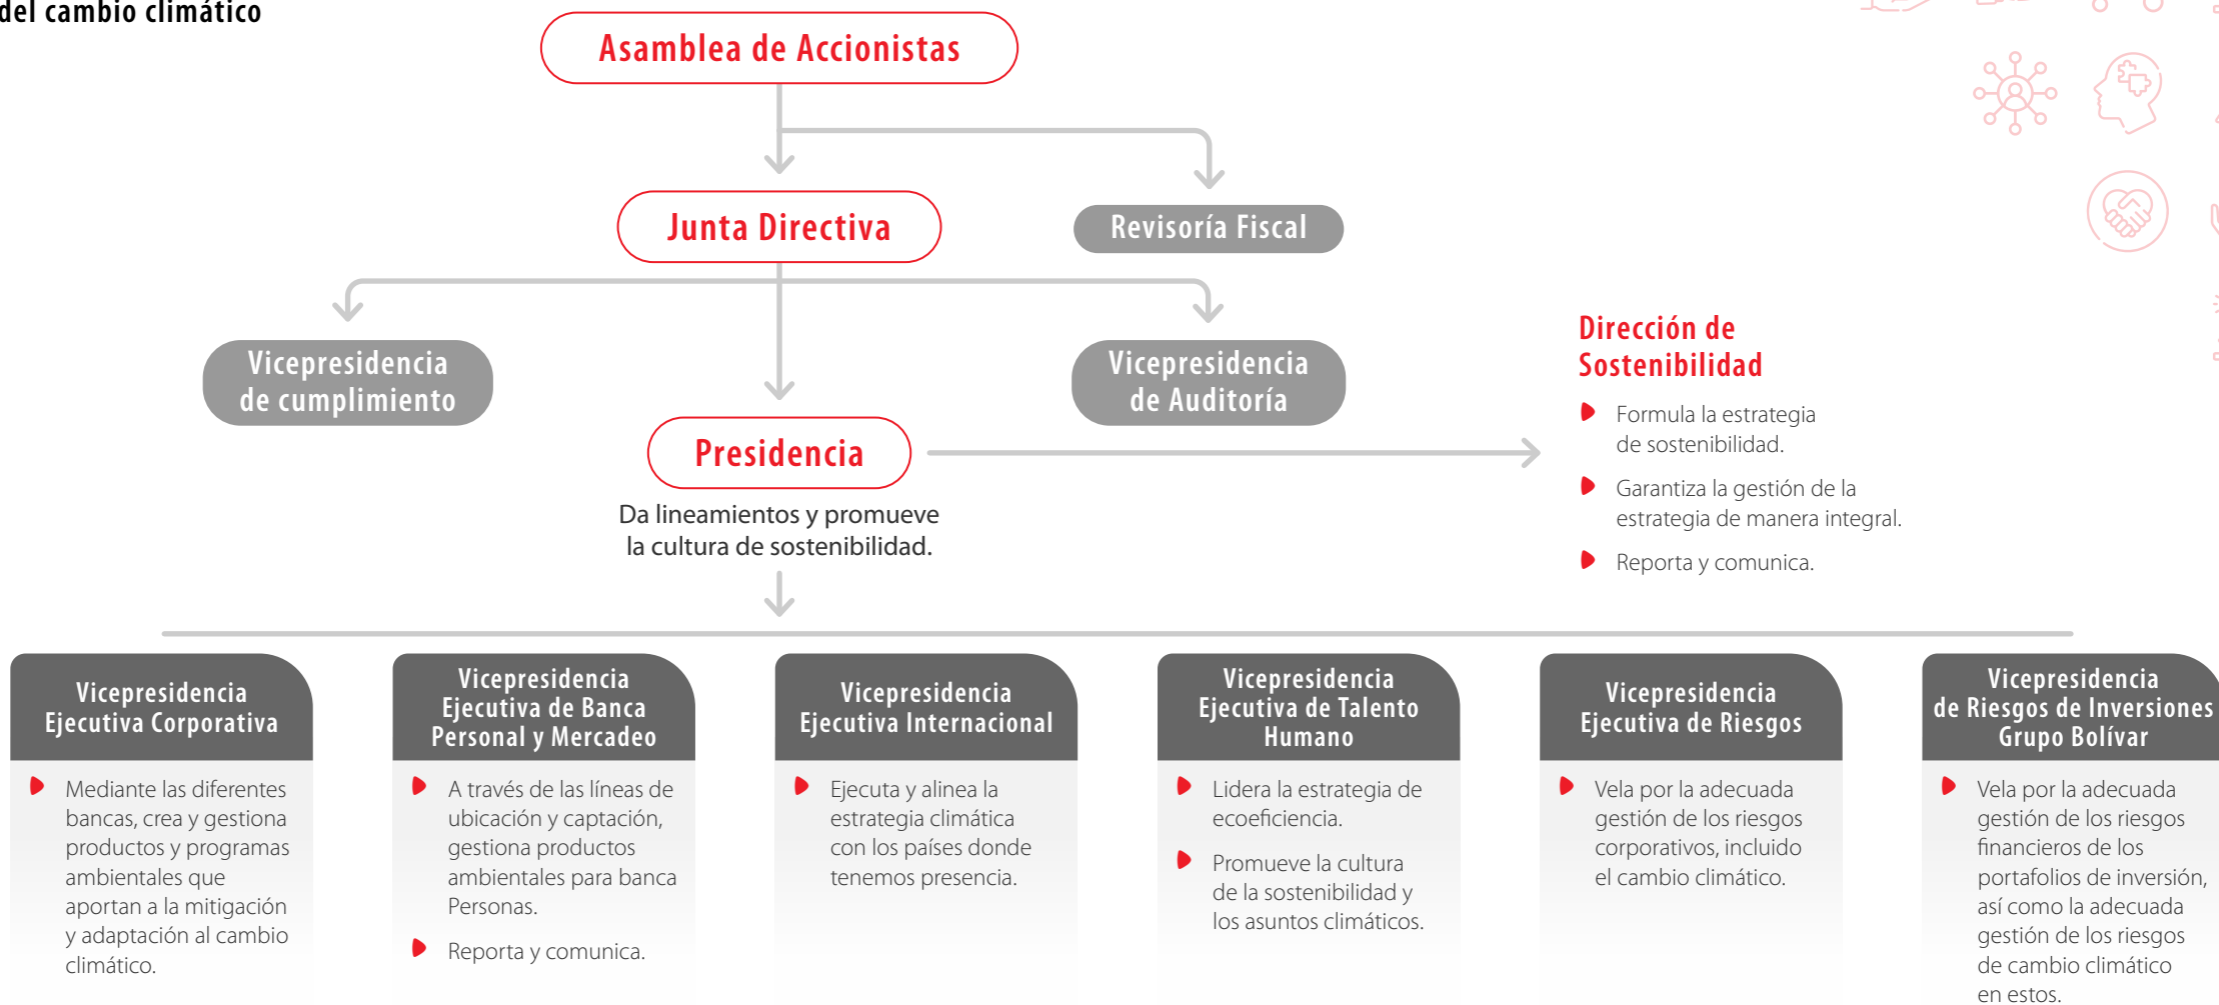 del cambio climático
Asamblea de Accionistas
Junta Directiva
Revisoría Fiscal
Vicepresidencia
de cumplimiento
Vicepresidencia
de Auditoría
Presidencia
Da lineamientos y promueve
la cultura de sostenibilidad.
Dirección de
Sostenibilidad
Formula la estrategia
de sostenibilidad.
Garantiza la gestión de la
estrategia de manera integral.
Reporta y comunica.
Vicepresidencia
Ejecutiva Corporativa
Mediante las diferentes
bancas, crea y gestiona
productos y programas
ambientales que
aportan a la mitigación
y adaptación al cambio
climático.
Vicepresidencia
Ejecutiva de Banca
Personal y Mercadeo
A través de las líneas de
ubicación y captación,
gestiona productos
ambientales para banca
Personas.
Reporta y comunica.
Vicepresidencia
Ejecutiva Internacional
Ejecuta y alinea la
estrategia climática
con los países donde
tenemos presencia.
Vicepresidencia
Ejecutiva de Talento
Humano
Lidera la estrategia de
ecoeficiencia.
Promueve la cultura
de la sostenibilidad y
los asuntos climáticos.
Vicepresidencia
Ejecutiva de Riesgos
Vela por la adecuada
gestión de los riesgos
corporativos, incluido
el cambio climático.
Vicepresidencia
de Riesgos de Inversiones
Grupo Bolívar
Vela por la adecuada
gestión de los riesgos
financieros de los
portafolios de inversión,
así como la adecuada
gestión de los riesgos
de cambio climático
en estos.